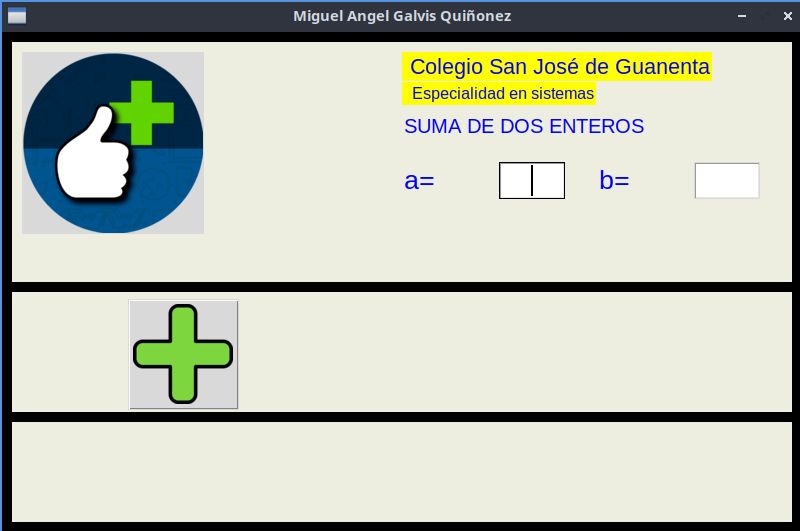 Miguel Angel Galvis Quiñonez
Colegio San José de Guanenta
Especialidad en sistemas
SUMA DE DOS ENTEROS
a= b=